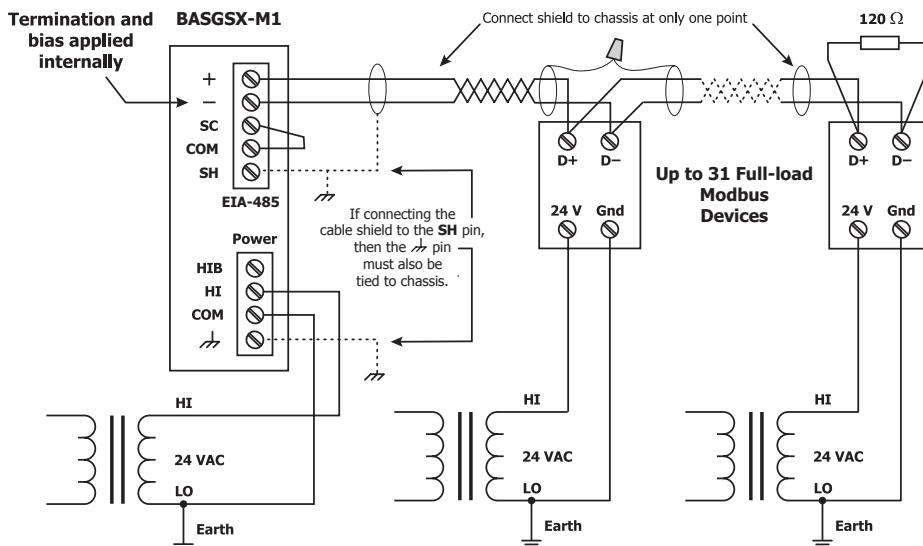 Termination and
bias applied
internally
BASGSX-M1
Connect shield to chassis at only one point
120 Ω
+
−
SC
COM
SH
EIA-485
D+ D−
D+ D−
Up to 31 Full-load
Modbus
Devices
24 V Gnd
24 V Gnd
If connecting the
cable shield to the SH pin,
then the pin
must also be
tied to chassis.
Power
HIB
HI
COM
HI
24 VAC
LO
Earth
HI
24 VAC
LO
Earth
HI
24 VAC
LO
Earth